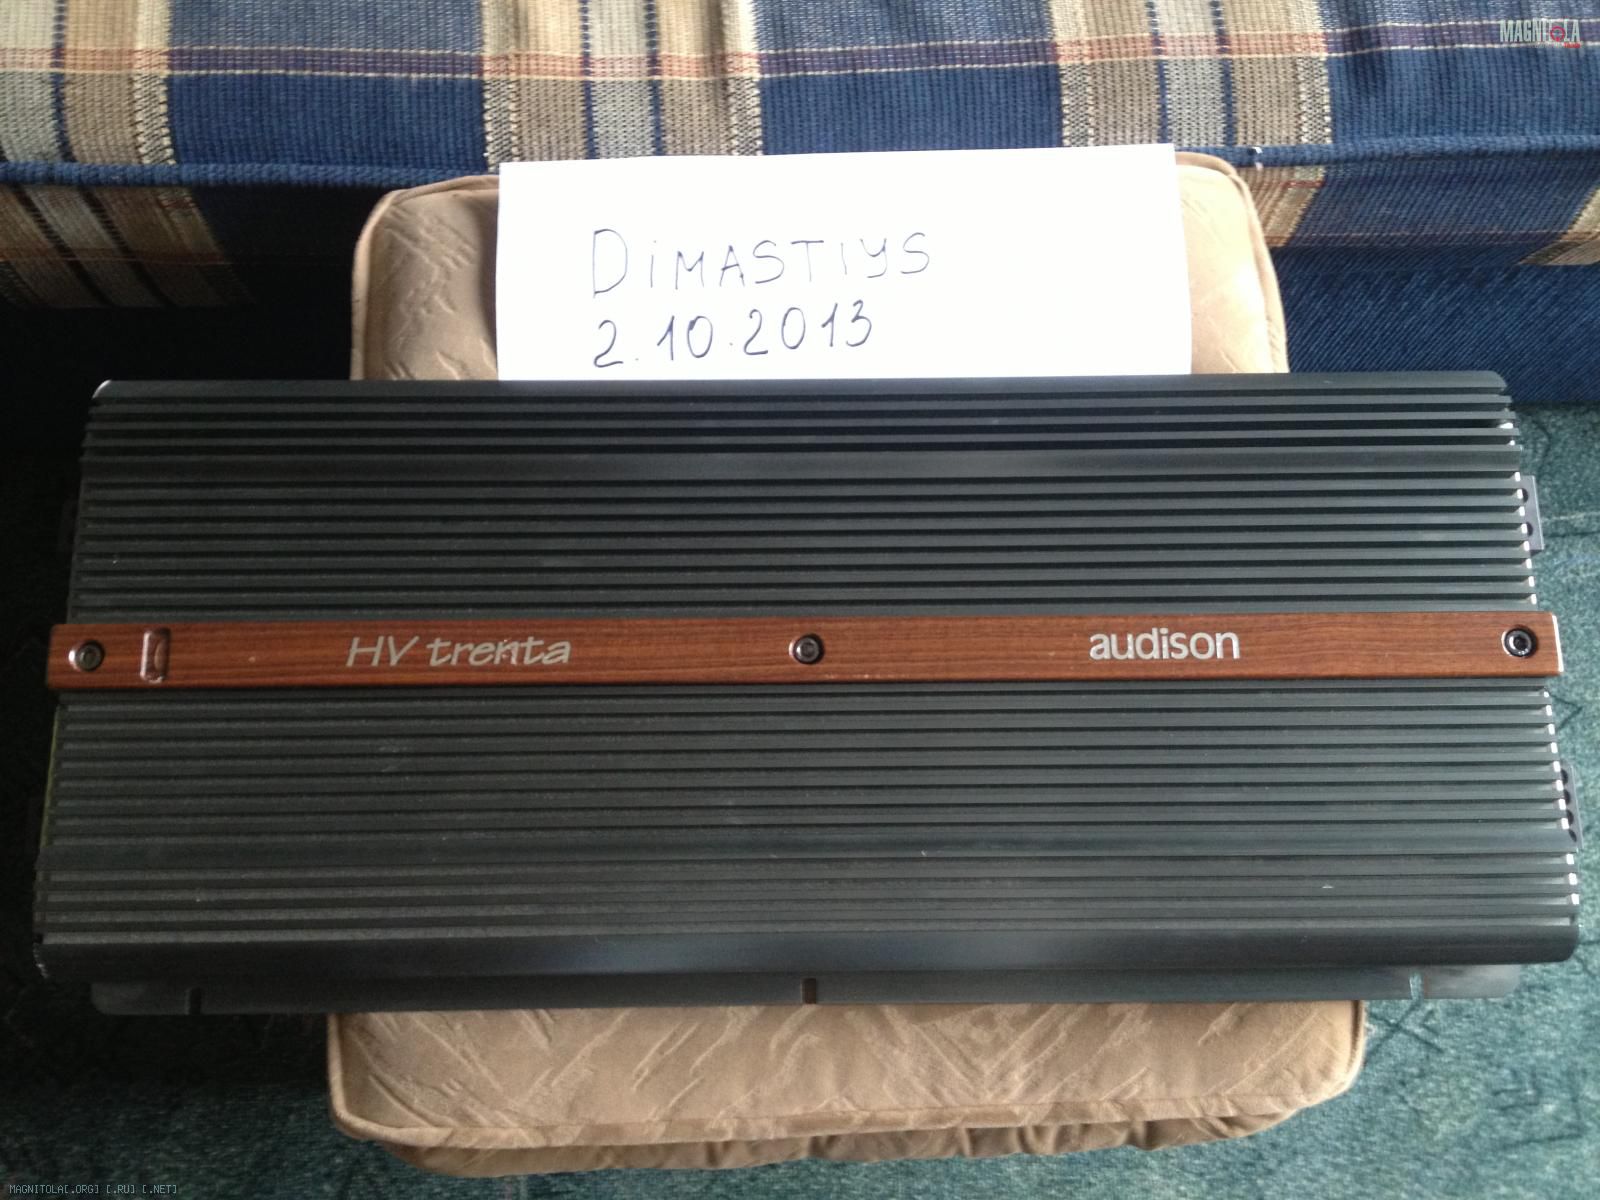 MAGNITOLA
DiMASTIYS
2.10.2013
HV trenta
audison
MAGNITOLA[.ORG] [.RU] [.NET]